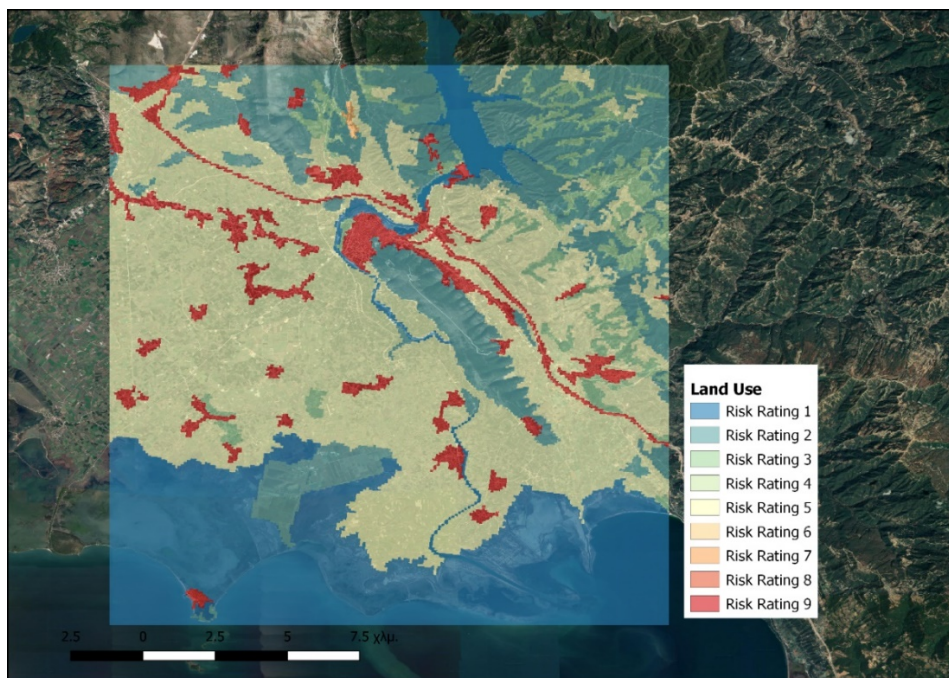 Land Use
Risk Rating 1
Risk Rating 2
Risk Rating 3
Risk Rating 4
Risk Rating 5
Risk Rating 6
Risk Rating 7
Risk Rating 8
Risk Rating 9
2.5 0 2.5 5 7.5 χλμ.